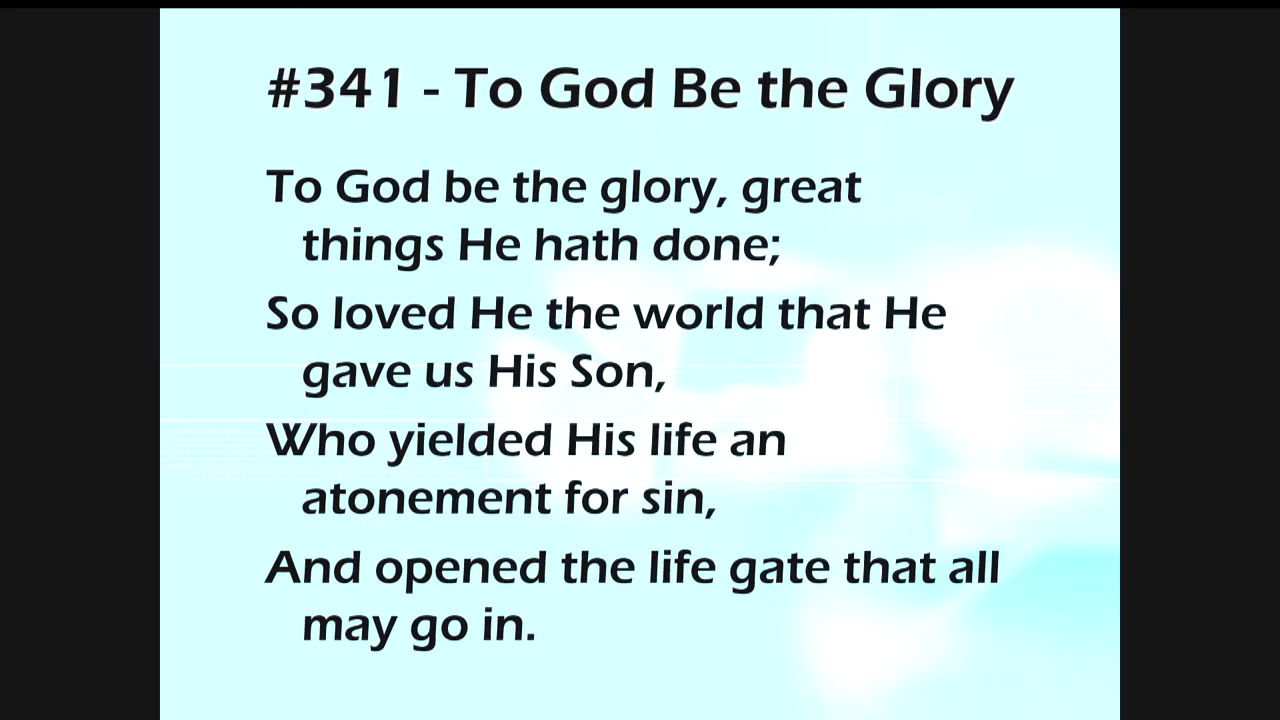 #341 - To God Be the Glory
To God be the glory, great
things He hath done;
So loved He the world that He
gave us His Son,
Who yielded His life an
atonement for sin,
And opened the life gate that all
may go in.